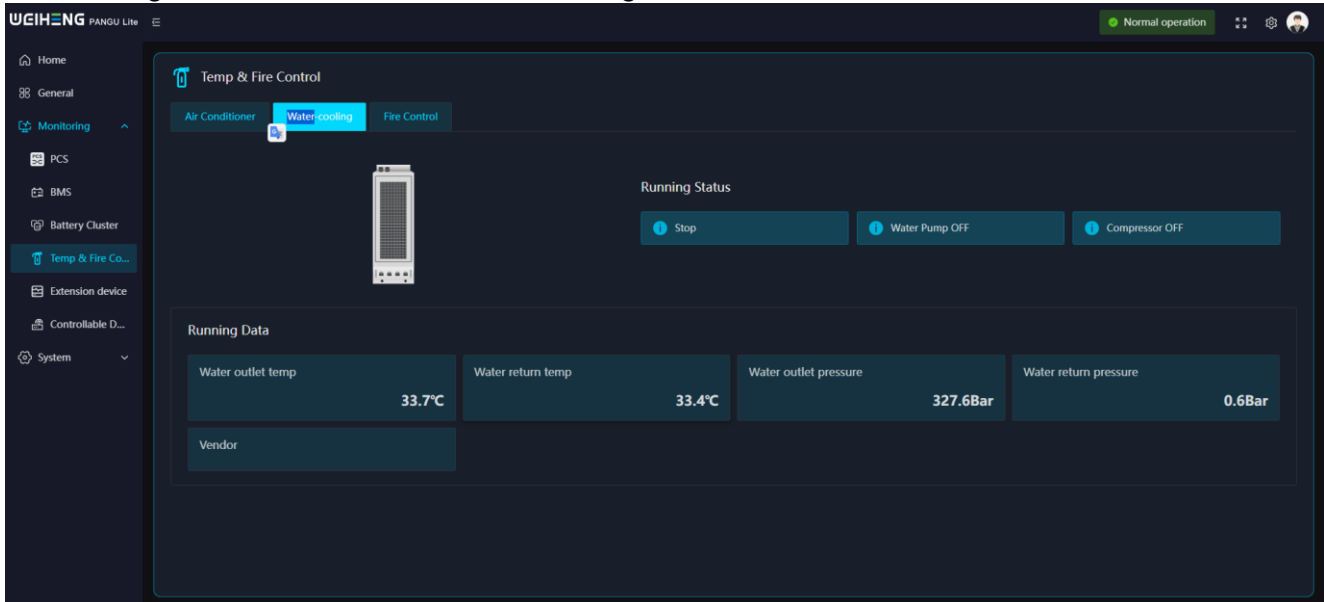 WEIHENG PANGU Lite
Normal operation
Home
General
Monitoring
PCS
BMS
Battery Cluster
Temp & Fire Co...
Extension device
Controllable D...
System
Temp & Fire Control
Air Conditioner
Water-cooling
Fire Control
Running Status
Stop
Water Pump OFF
Compressor OFF
Running Data
Water outlet temp
33.7℃
Water return temp
33.4℃
Water outlet pressure
327.6Bar
Water return pressure
0.6Bar
Vendor